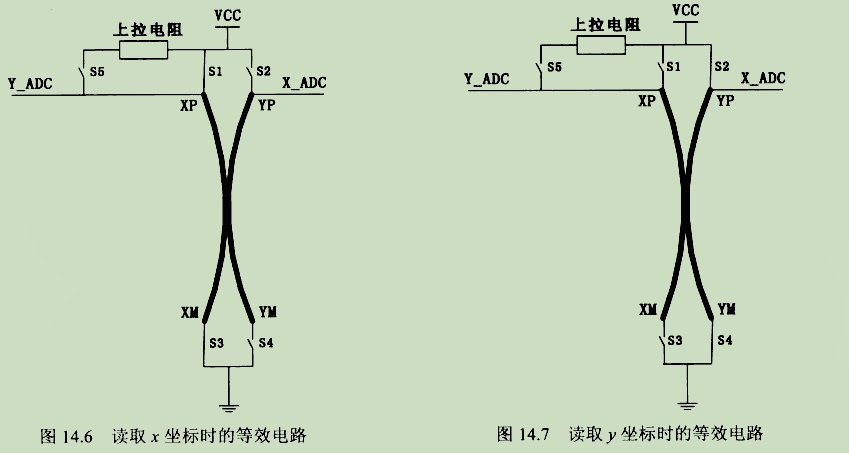 VCC
上拉电阻
S5
S1
S2
Y_ADC
X_ADC
XP
YP
XM
YM
S3
S4
图 14.6 读取 x 坐标时的等效电路
VCC
上拉电阻
S5
S1
S2
Y_ADC
X_ADC
XP
YP
XM
YM
S3
S4
图 14.7 读取 y 坐标时的等效电路